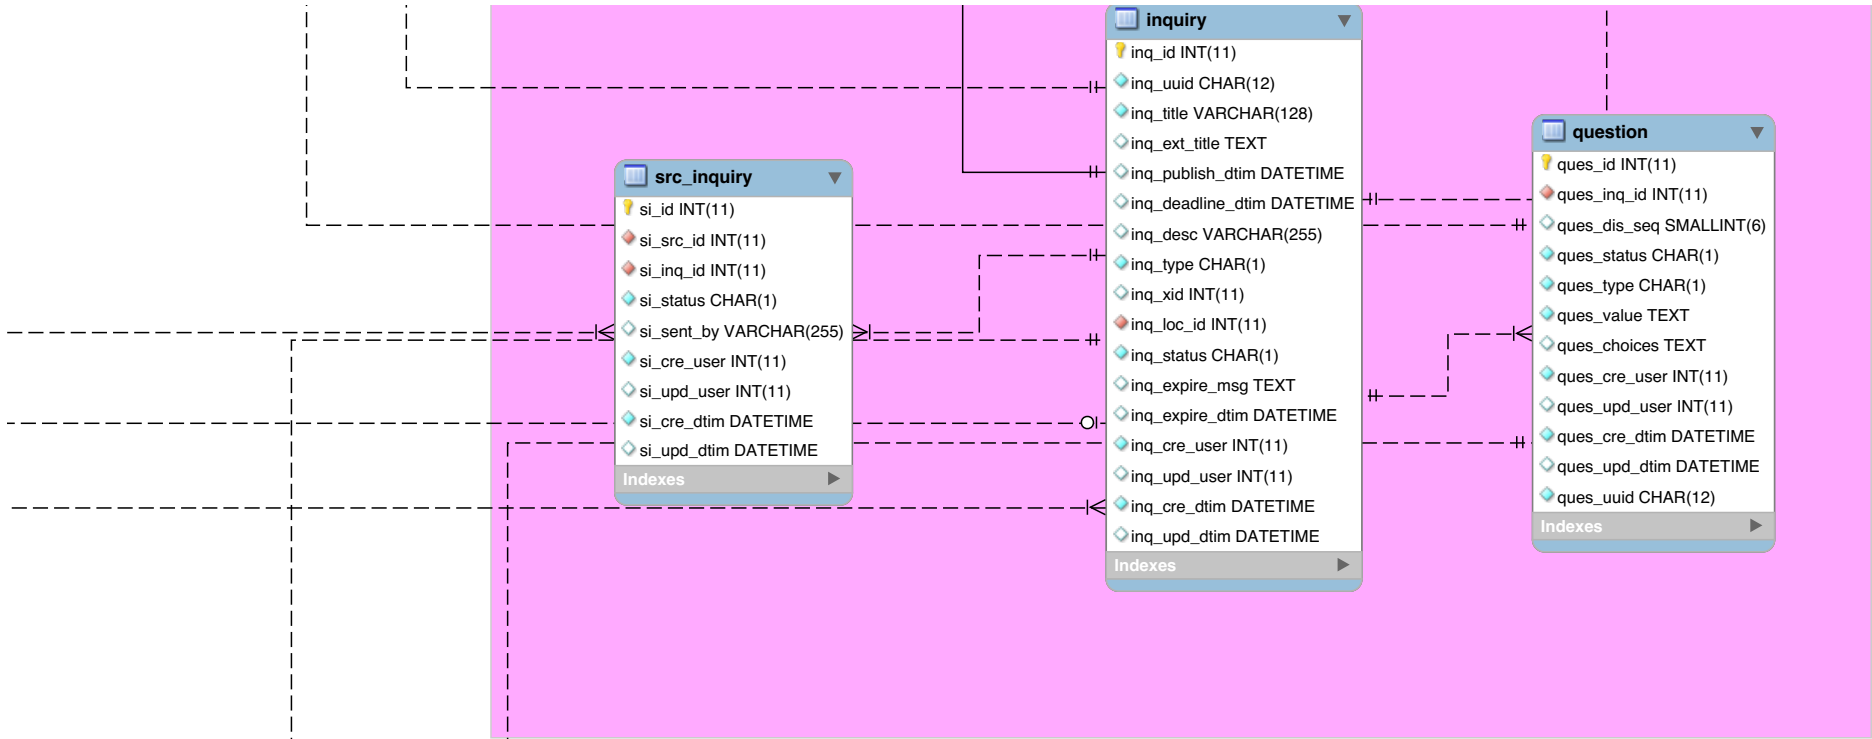 src_inquiry
si_id INT(11)
si_src_id INT(11)
si_inq_id INT(11)
si_status CHAR(1)
si_sent_by VARCHAR(255)
si_cre_user INT(11)
si_upd_user INT(11)
si_cre_dtim DATETIME
si_upd_dtim DATETIME
Indexes
inquiry
inq_id INT(11)
inq_uuid CHAR(12)
inq_title VARCHAR(128)
inq_ext_title TEXT
inq_publish_dtim DATETIME
inq_deadline_dtim DATETIME
inq_desc VARCHAR(255)
inq_type CHAR(1)
inq_xid INT(11)
inq_loc_id INT(11)
inq_status CHAR(1)
inq_expire_msg TEXT
inq_expire_dtim DATETIME
inq_cre_user INT(11)
inq_upd_user INT(11)
inq_cre_dtim DATETIME
inq_upd_dtim DATETIME
Indexes
question
ques_id INT(11)
ques_inq_id INT(11)
ques_dis_seq SMALLINT(6)
ques_status CHAR(1)
ques_type CHAR(1)
ques_value TEXT
ques_choices TEXT
ques_cre_user INT(11)
ques_upd_user INT(11)
ques_cre_dtim DATETIME
ques_upd_dtim DATETIME
ques_uuid CHAR(12)
Indexes